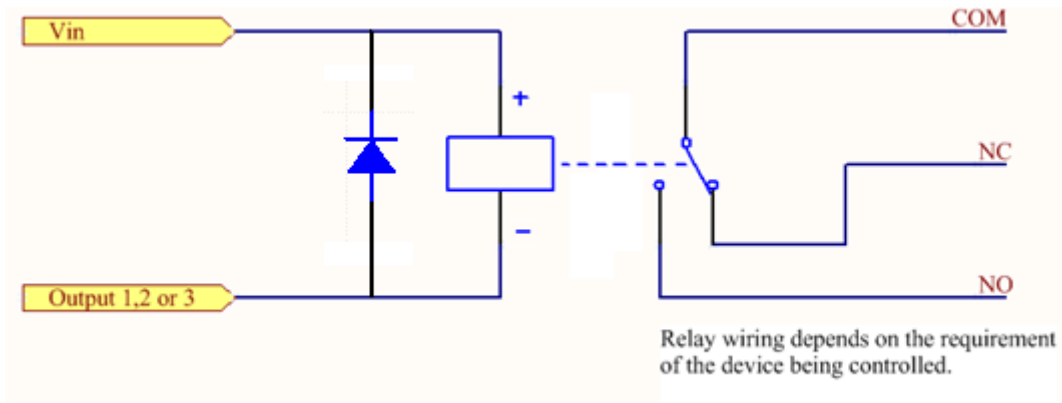 Vin
COM
+
NC
−
Output 1,2 or 3
NO
Relay wiring depends on the requirement
of the device being controlled.